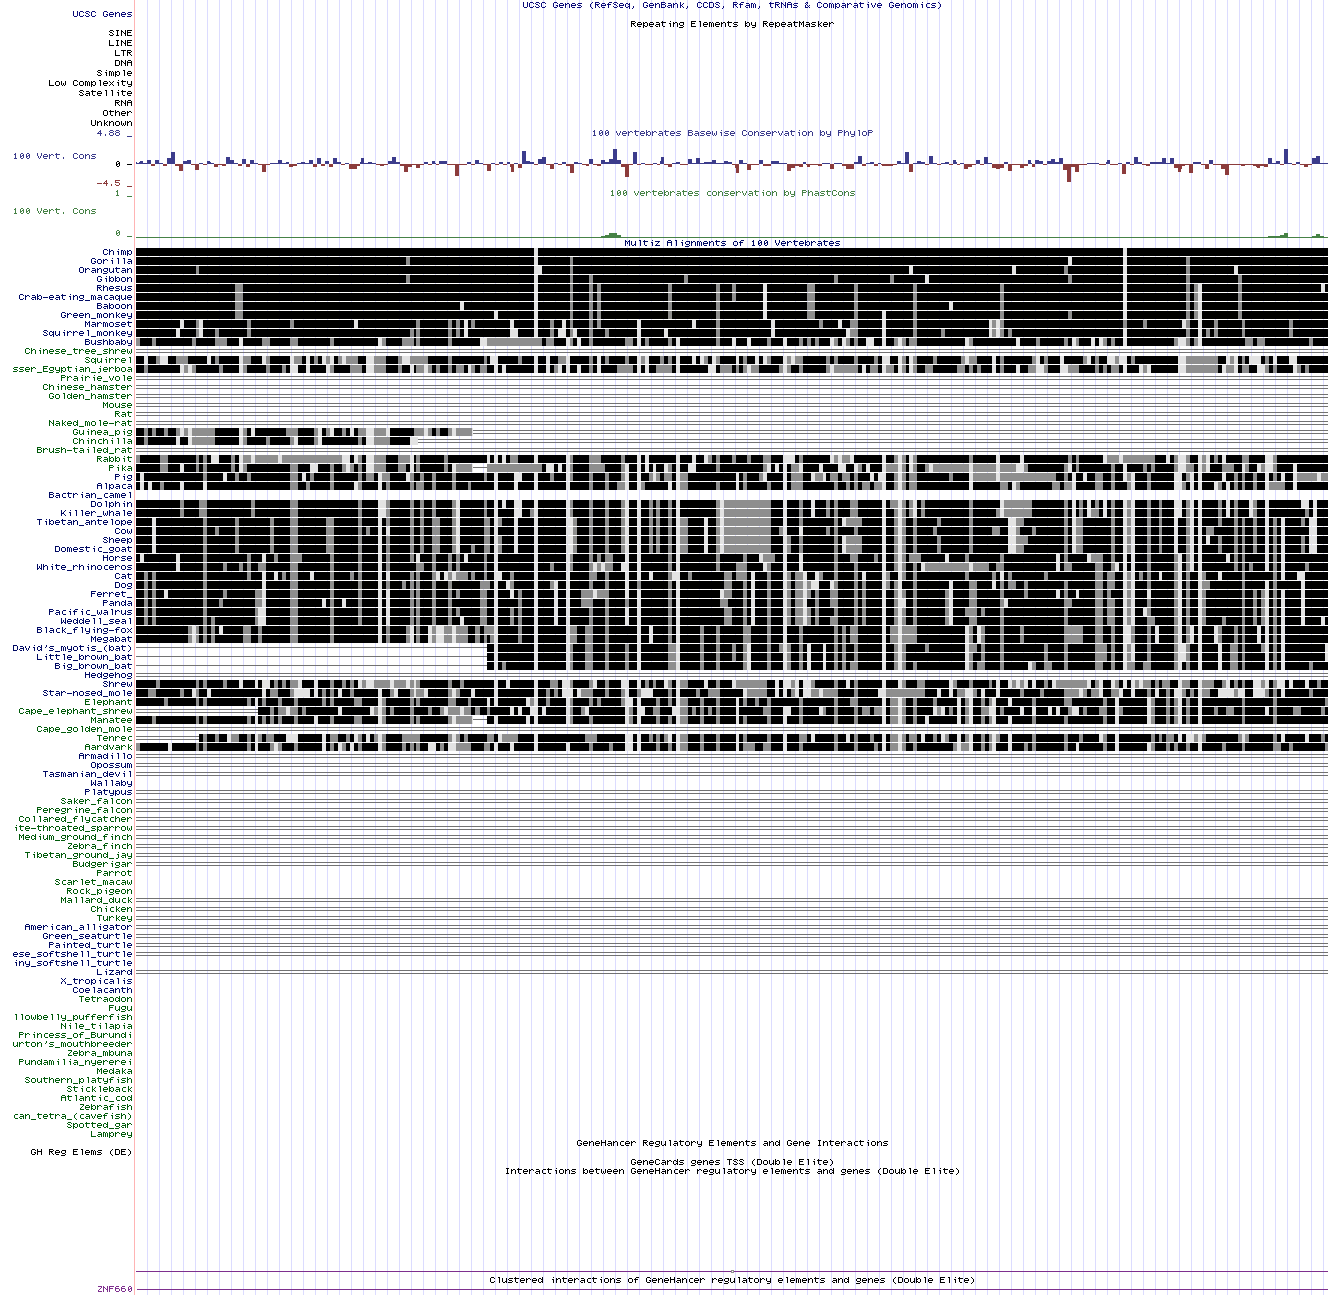 UCSC Genes (RefSeq, GenBank, CCDS, Rfam, tRNAs & Comparative Genomics)
UCSC Genes
Repeating Elements by RepeatMasker
SINE
LINE
LTR
DNA
Simple
Low Complexity
Satellite
RNA
Other
Unknown
4.88 _
100 vertebrates Basewise Conservation by PhyloP
100 Vert. Cons
0 _
-4.5 _
1 _
100 vertebrates conservation by PhastCons
100 Vert. Cons
0 _
Multiz Alignments of 100 Vertebrates
Chimp
Gorilla
Orangutan
Gibbon
Rhesus
Crab-eating_macaque
Baboon
Green_monkey
Marmoset
Squirrel_monkey
Bushbaby
Chinese_tree_shrew
Squirrel
sser_Egyptian_jerboa
Prairie_vole
Chinese_hamster
Golden_hamster
Mouse
Rat
Naked_mole-rat
Guinea_pig
Chinchilla
Brush-tailed_rat
Rabbit
Pika
Pig
Alpaca
Bactrian_camel
Dolphin
Killer_whale
Tibetan_antelope
Cow
Sheep
Domestic_goat
Horse
White_rhinoceros
Cat
Dog
Ferret_
Panda
Pacific_walrus
Weddell_seal
Black_flying-fox
Megabat
David's_myotis_(bat)
Little_brown_bat
Big_brown_bat
Hedgehog
Shrew
Star-nosed_mole
Elephant
Cape_elephant_shrew
Manatee
Cape_golden_mole
Tenrec
Aardvark
Armadillo
Opossum
Tasmanian_devil
Wallaby
Platypus
Saker_falcon
Peregrine_falcon
Collared_flycatcher
ite-throated_sparrow
Medium_ground_finch
Zebra_finch
Tibetan_ground_jay
Budgerigar
Parrot
Scarlet_macaw
Rock_pigeon
Mallard_duck
Chicken
Turkey
American_alligator
Green_seaturtle
Painted_turtle
ese_softshell_turtle
iny_softshell_turtle
Lizard
X_tropicalis
Coelacanth
Tetraodon
Fugu
llowbelly_pufferfish
Nile_tilapia
Princess_of_Burundi
urton's_mouthbreeder
Zebra_mbuna
Pundamilia_nyererei
Medaka
Southern_platyfish
Stickleback
Atlantic_cod
Zebrafish
can_tetra_(cavefish)
Spotted_gar
Lamprey
GeneHancer Regulatory Elements and Gene Interactions
GH Reg Elems (DE)
GeneCards genes TSS (Double Elite)
Interactions between GeneHancer regulatory elements and genes (Double Elite)
Clustered interactions of GeneHancer regulatory elements and genes (Double Elite)
ZNF660